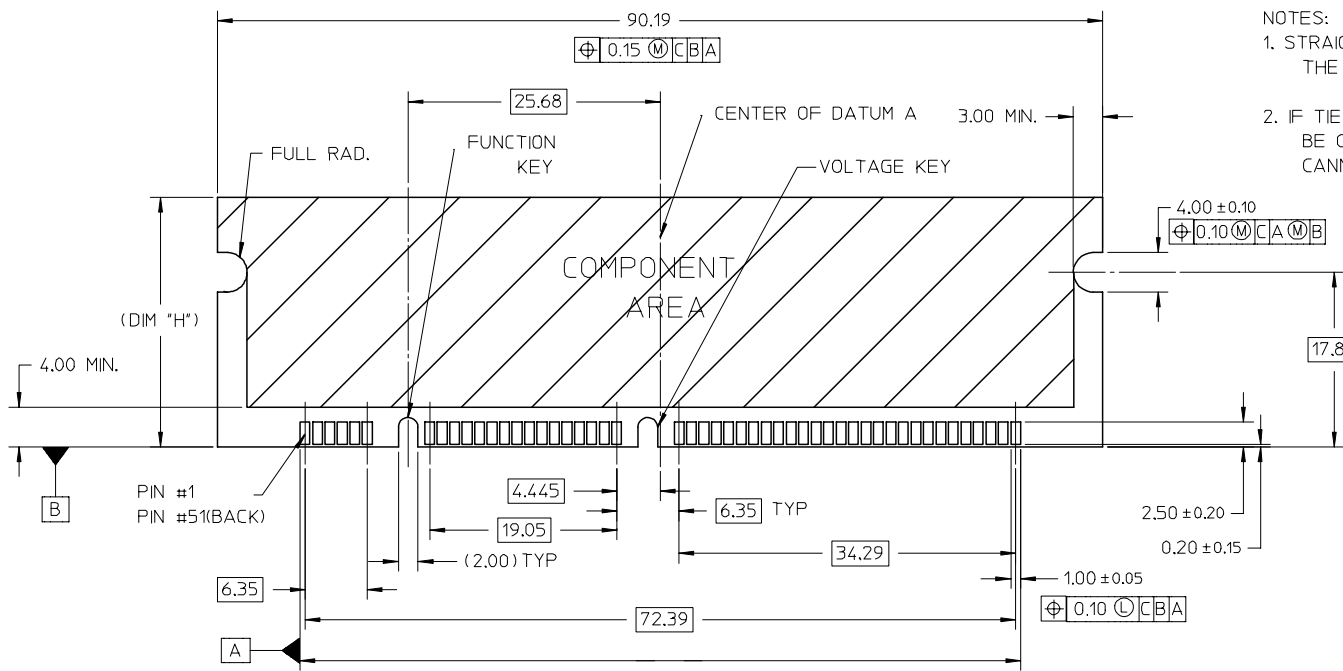 90.19
⌖ 0.15 Ⓜ C B A
NOTES:
1. STRAIG
THE
2. IF TIE
BE C
CANN
25.68
CENTER OF DATUM A
3.00 MIN.
FULL RAD.
FUNCTION
KEY
VOLTAGE KEY
4.00 ±0.10
⌖ 0.10 Ⓜ C A Ⓜ B
COMPONENT
AREA
(DIM "H")
17.8
4.00 MIN.
B
PIN #1
PIN #51(BACK)
4.445
6.35 TYP
19.05
2.50 ±0.20
(2.00) TYP
34.29
0.20 ±0.15
6.35
1.00 ±0.05
⌖ 0.10 Ⓛ C B A
72.39
A